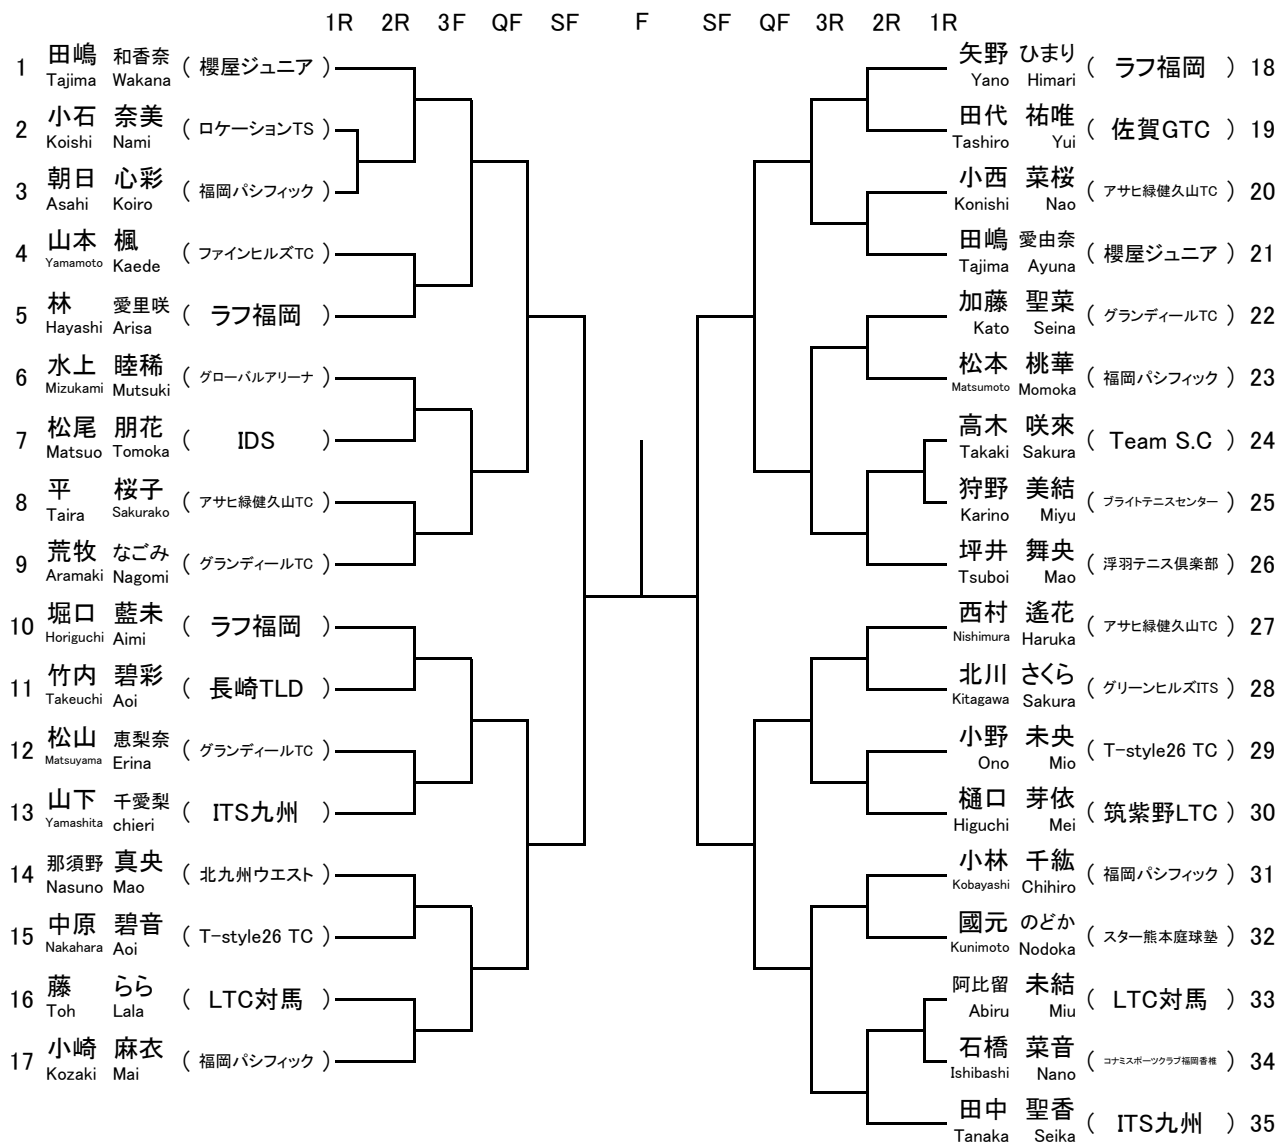 1R 2R 3F QF SF F SF QF 3R 2R 1R
1 田嶋 和香奈 ( 櫻屋ジュニア )
Tajima Wakana
2 小石 奈美 ( ロケーションTS )
Koishi Nami
3 朝日 心彩 ( 福岡パシフィック )
Asahi Koiro
4 山本 楓 ( ファインヒルズTC )
Yamamoto Kaede
5 林 愛里咲 ( ラフ福岡 )
Hayashi Arisa
6 水上 睦稀 ( グローバルアリーナ )
Mizukami Mutsuki
7 松尾 朋花 ( IDS )
Matsuo Tomoka
8 平 桜子 ( アサヒ緑健久山TC )
Taira Sakurako
9 荒牧 なごみ ( グランディールTC )
Aramaki Nagomi
10 堀口 藍未 ( ラフ福岡 )
Horiguchi Aimi
11 竹内 碧彩 ( 長崎TLD )
Takeuchi Aoi
12 松山 恵梨奈 ( グランディールTC )
Matsuyama Erina
13 山下 千愛梨 ( ITS九州 )
Yamashita chieri
14 那須野 真央 ( 北九州ウエスト )
Nasuno Mao
15 中原 碧音 ( T-style26 TC )
Nakahara Aoi
16 藤 らら ( LTC対馬 )
Toh Lala
17 小崎 麻衣 ( 福岡パシフィック )
Kozaki Mai
矢野 ひまり ( ラフ福岡 ) 18
Yano Himari
田代 祐唯 ( 佐賀GTC ) 19
Tashiro Yui
小西 菜桜 ( アサヒ緑健久山TC ) 20
Konishi Nao
田嶋 愛由奈 ( 櫻屋ジュニア ) 21
Tajima Ayuna
加藤 聖菜 ( グランディールTC ) 22
Kato Seina
松本 桃華 ( 福岡パシフィック ) 23
Matsumoto Momoka
高木 咲來 ( Team S.C ) 24
Takaki Sakura
狩野 美結 ( ブライトテニスセンター ) 25
Karino Miyu
坪井 舞央 ( 浮羽テニス倶楽部 ) 26
Tsuboi Mao
西村 遙花 ( アサヒ緑健久山TC ) 27
Nishimura Haruka
北川 さくら ( グリーンヒルズITS ) 28
Kitagawa Sakura
小野 未央 ( T-style26 TC ) 29
Ono Mio
樋口 芽依 ( 筑紫野LTC ) 30
Higuchi Mei
小林 千紘 ( 福岡パシフィック ) 31
Kobayashi Chihiro
國元 のどか ( スター熊本庭球塾 ) 32
Kunimoto Nodoka
阿比留 未結 ( LTC対馬 ) 33
Abiru Miu
石橋 菜音 ( コナミスポーツクラブ福岡香椎 ) 34
Ishibashi Nano
田中 聖香 ( ITS九州 ) 35
Tanaka Seika